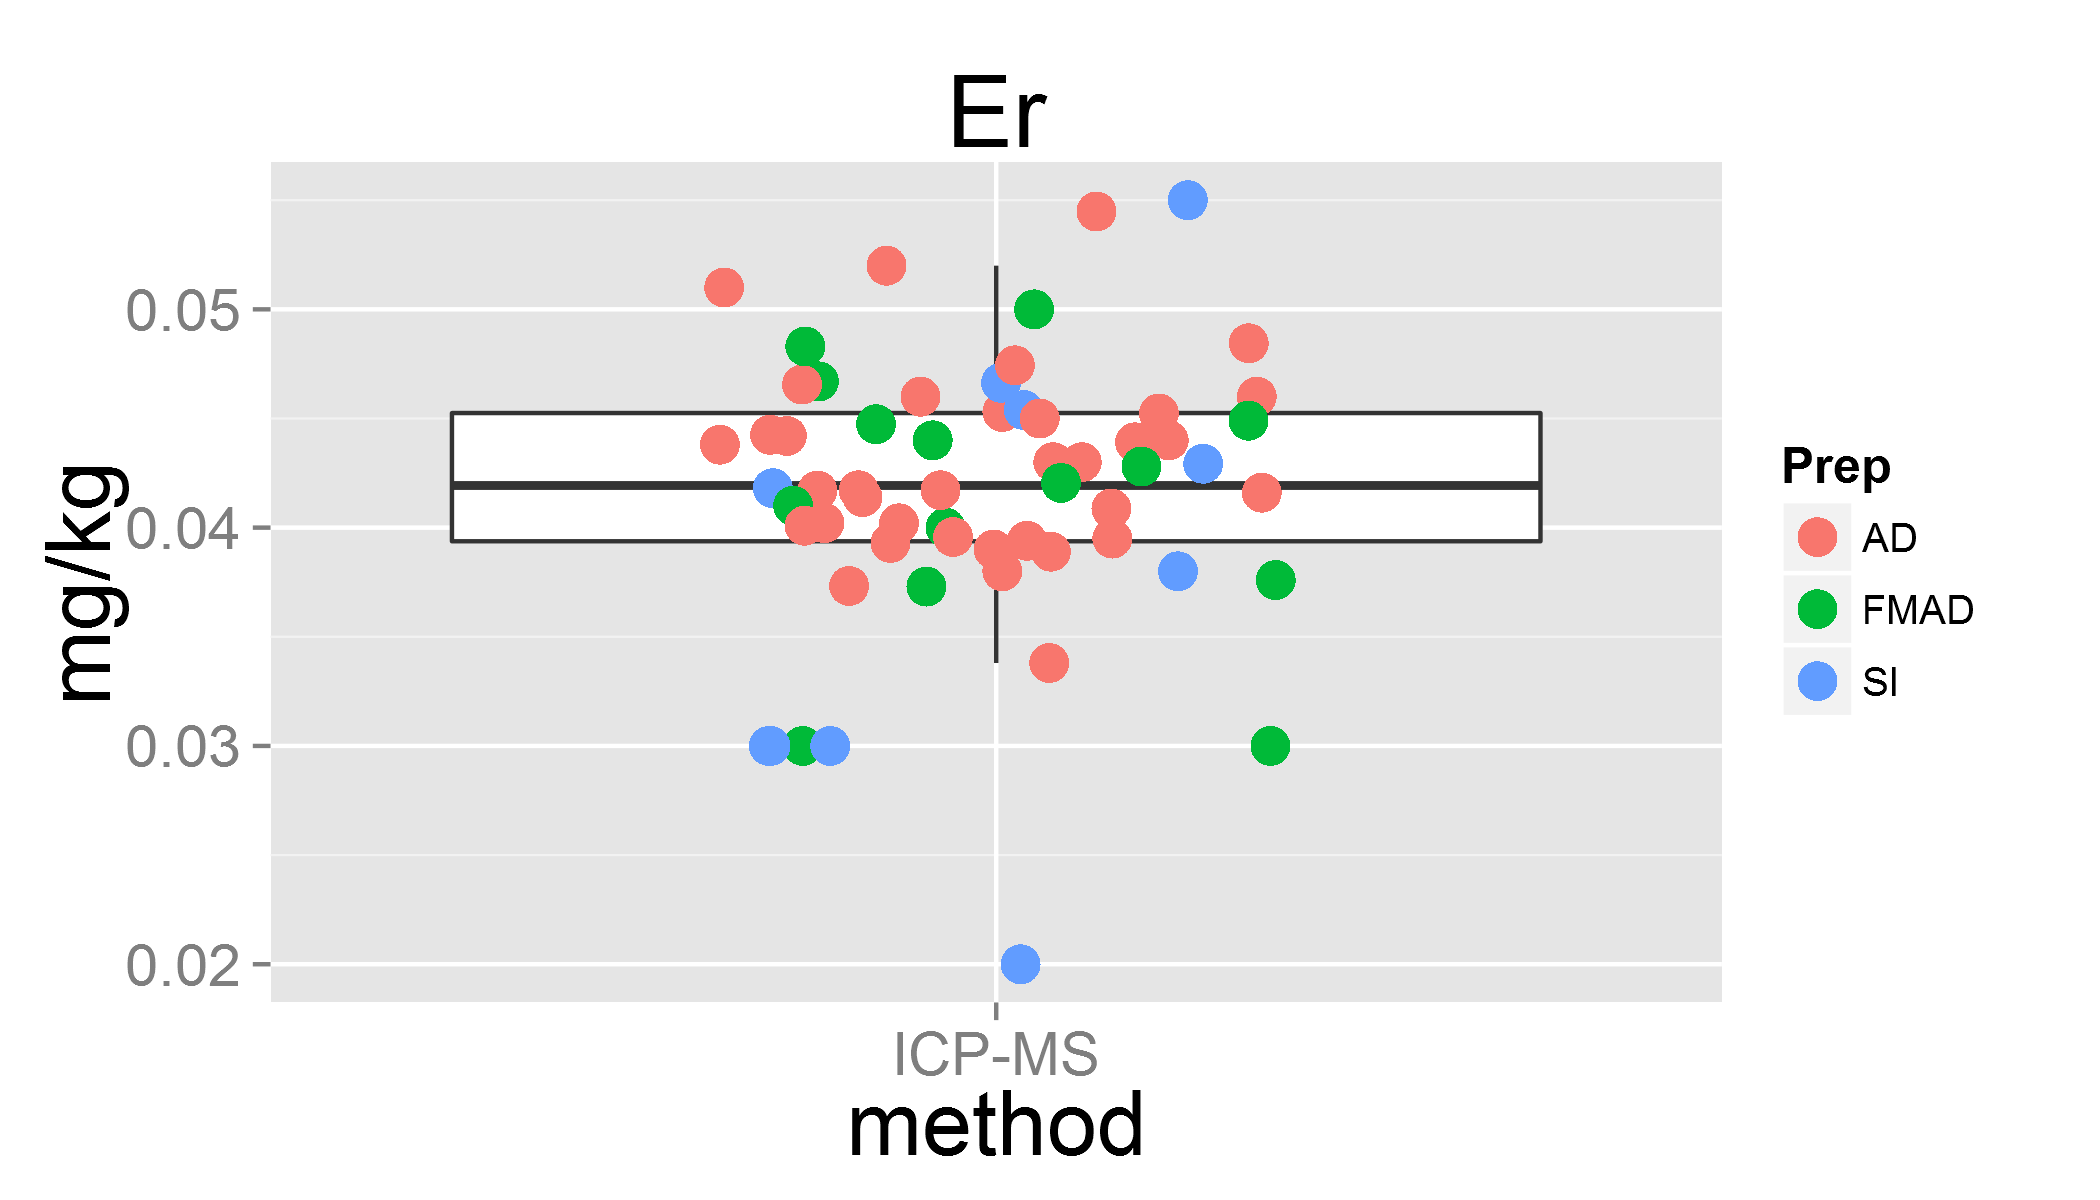 Er
mg/kg
0.05
0.04
0.03
0.02
ICP-MS
method
Prep
AD
FMAD
SI